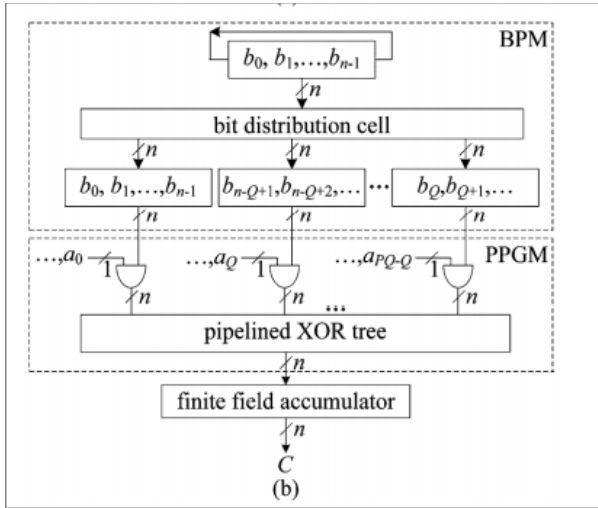 BPM
b0, b1,...,bn-1
n
bit distribution cell
n n n
b0, b1,...,bn-1 bn-Q+1,bn-Q+2,... ... bQ,bQ+1,...
n n n
PPGM
...,a0 1 ...,aQ 1 ...,aPQ-Q 1
n n n
...
pipelined XOR tree
n
finite field accumulator
n
C
(b)